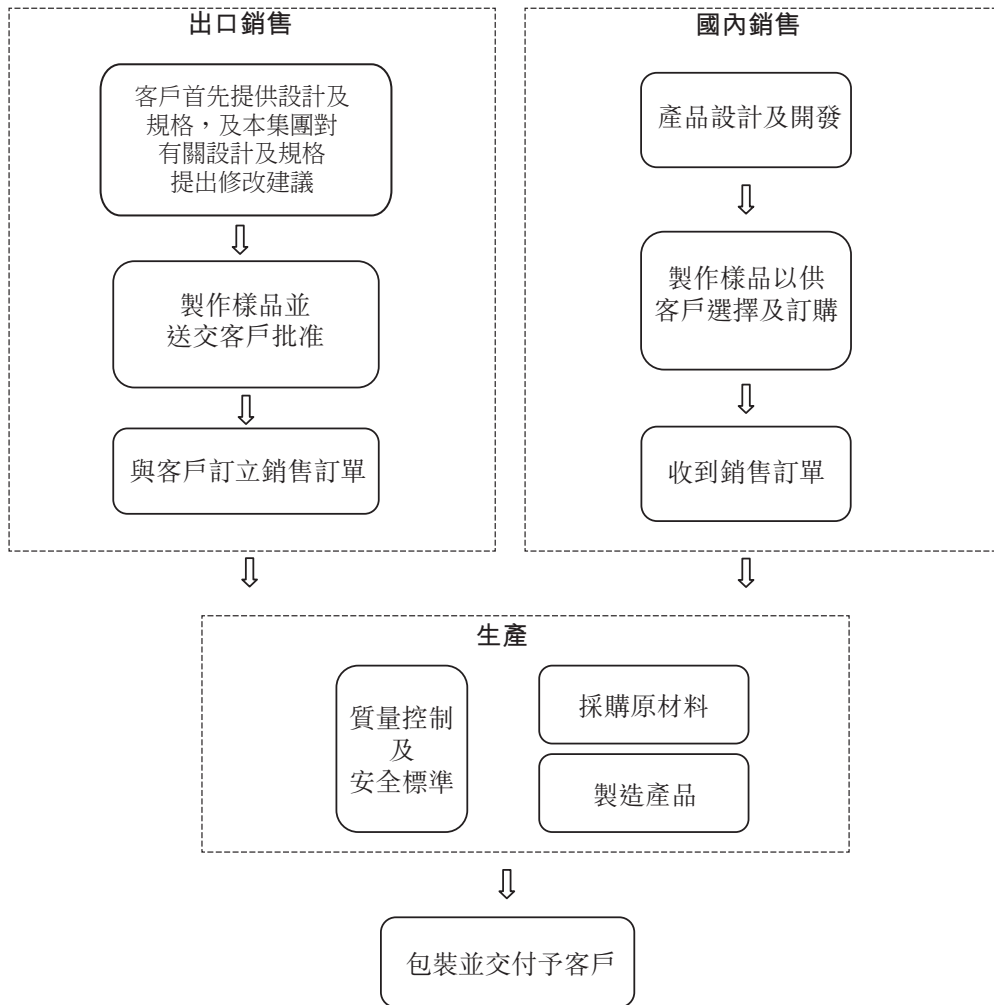 出口銷售
客戶首先提供設計及
規格，及本集團對
有關設計及規格
提出修改建議
製作樣品並
送交客戶批准
與客戶訂立銷售訂單
國內銷售
產品設計及開發
製作樣品以供
客戶選擇及訂購
收到銷售訂單
生產
質量控制
及
安全標準
採購原材料
製造產品
包裝並交付予客戶